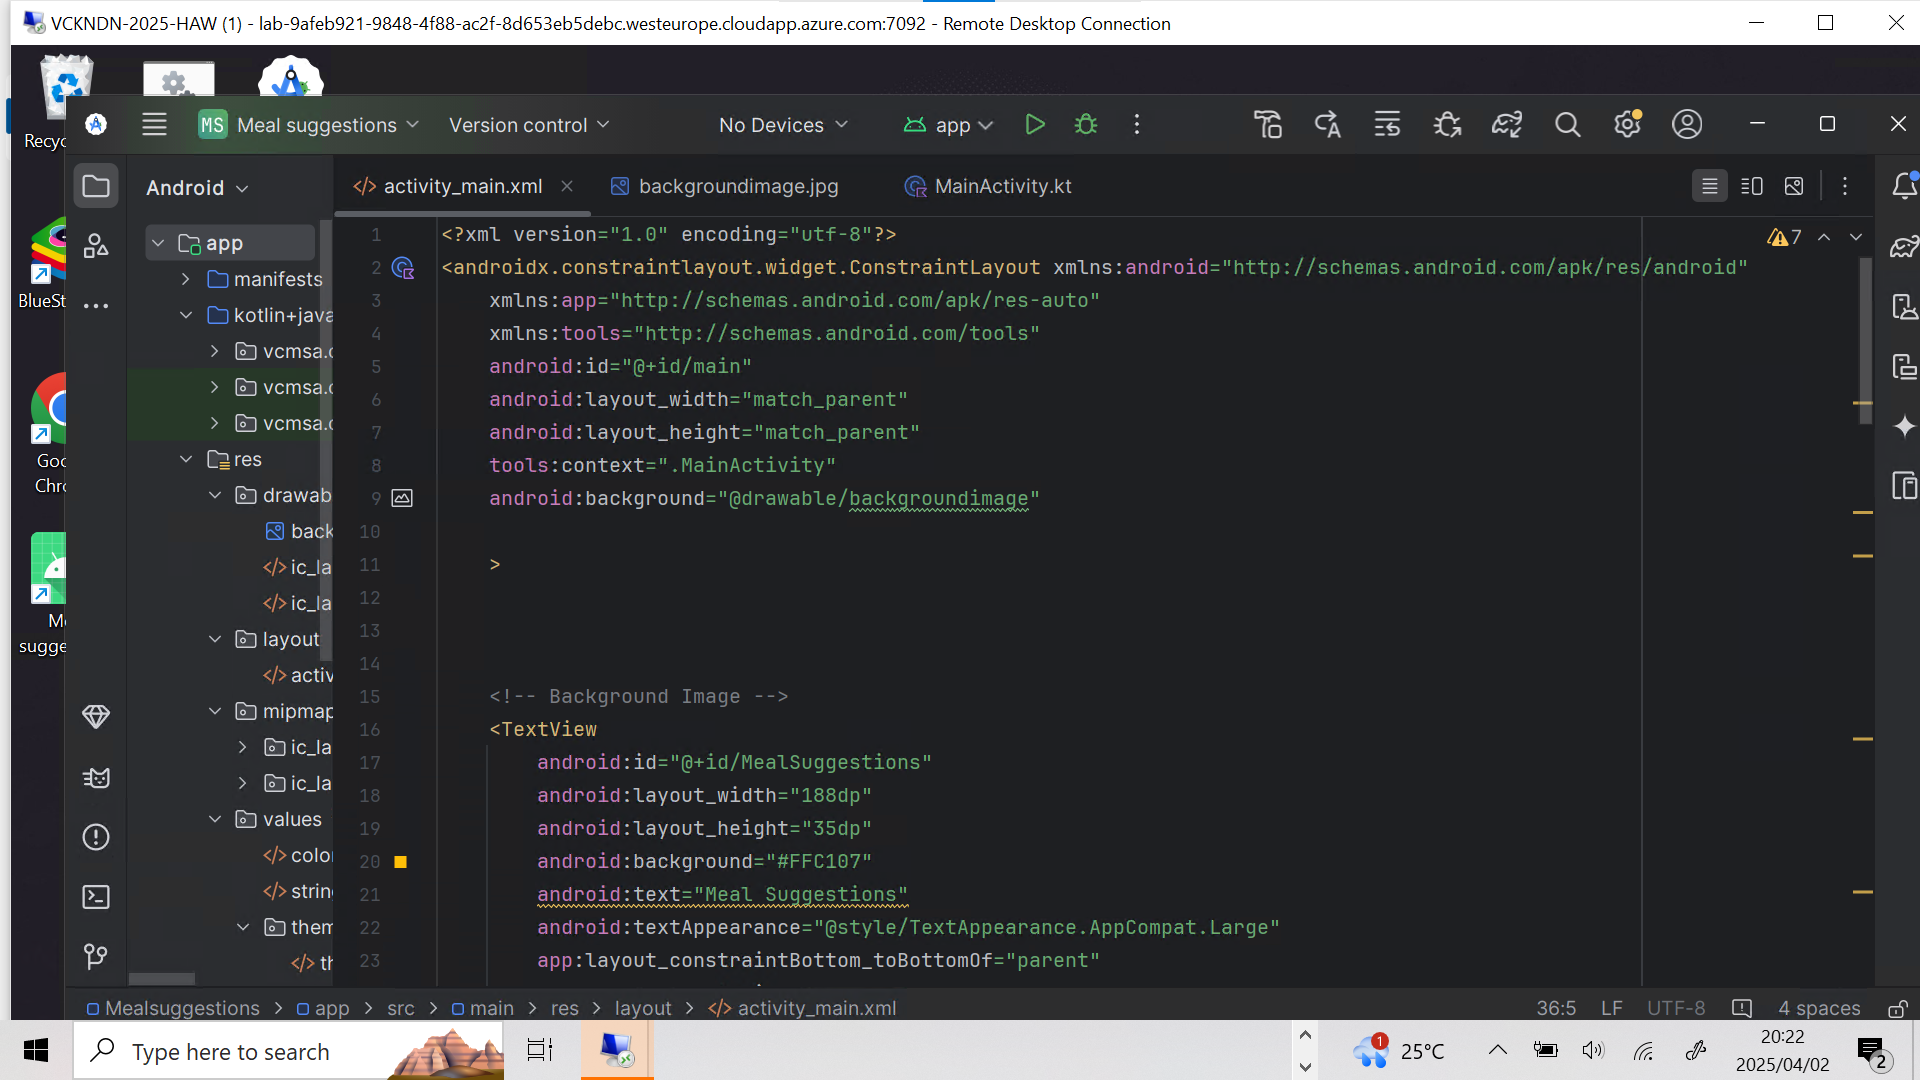 VCKNDN-2025-HAW (1) - lab-9afeb921-9848-4f88-ac2f-8d653eb5debc.westeurope.cloudapp.azure.com:7092 - Remote Desktop Connection
MS Meal suggestions
Version control
No Devices
app
Android
activity_main.xml
backgroundimage.jpg
MainActivity.kt
app
manifests
kotlin+java
vcmsa.c
vcmsa.c
vcmsa.c
res
drawab
back
ic_la
ic_la
layout
activ
mipmap
ic_la
ic_la
values
color
string
them
th
7
1 <?xml version="1.0" encoding="utf-8"?>
2 <androidx.constraintlayout.widget.ConstraintLayout xmlns:android="http://schemas.android.com/apk/res/android"
3 xmlns:app="http://schemas.android.com/apk/res-auto"
4 xmlns:tools="http://schemas.android.com/tools"
5 android:id="@+id/main"
6 android:layout_width="match_parent"
7 android:layout_height="match_parent"
8 tools:context=".MainActivity"
9 android:background="@drawable/backgroundimage"
10
11 >
12
13
14
15 <!-- Background Image -->
16 <TextView
17 android:id="@+id/MealSuggestions"
18 android:layout_width="188dp"
19 android:layout_height="35dp"
20 android:background="#FFC107"
21 android:text="Meal Suggestions"
22 android:textAppearance="@style/TextAppearance.AppCompat.Large"
23 app:layout_constraintBottom_toBottomOf="parent"
Mealsuggestions > app > src > main > res > layout > activity_main.xml
36:5 LF UTF-8 4 spaces
Recyc
BlueSt
Goo
Chro
Me
sugge
Type here to search
1
25°C
20:22
2025/04/02
2